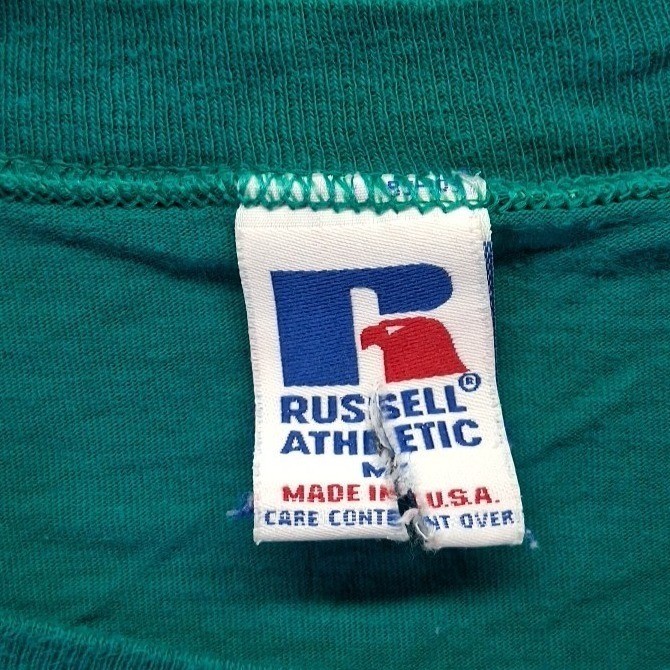 R
RUSSELL®
ATHLETIC
M
MADE IN U.S.A.
CARE CONTENT OVER